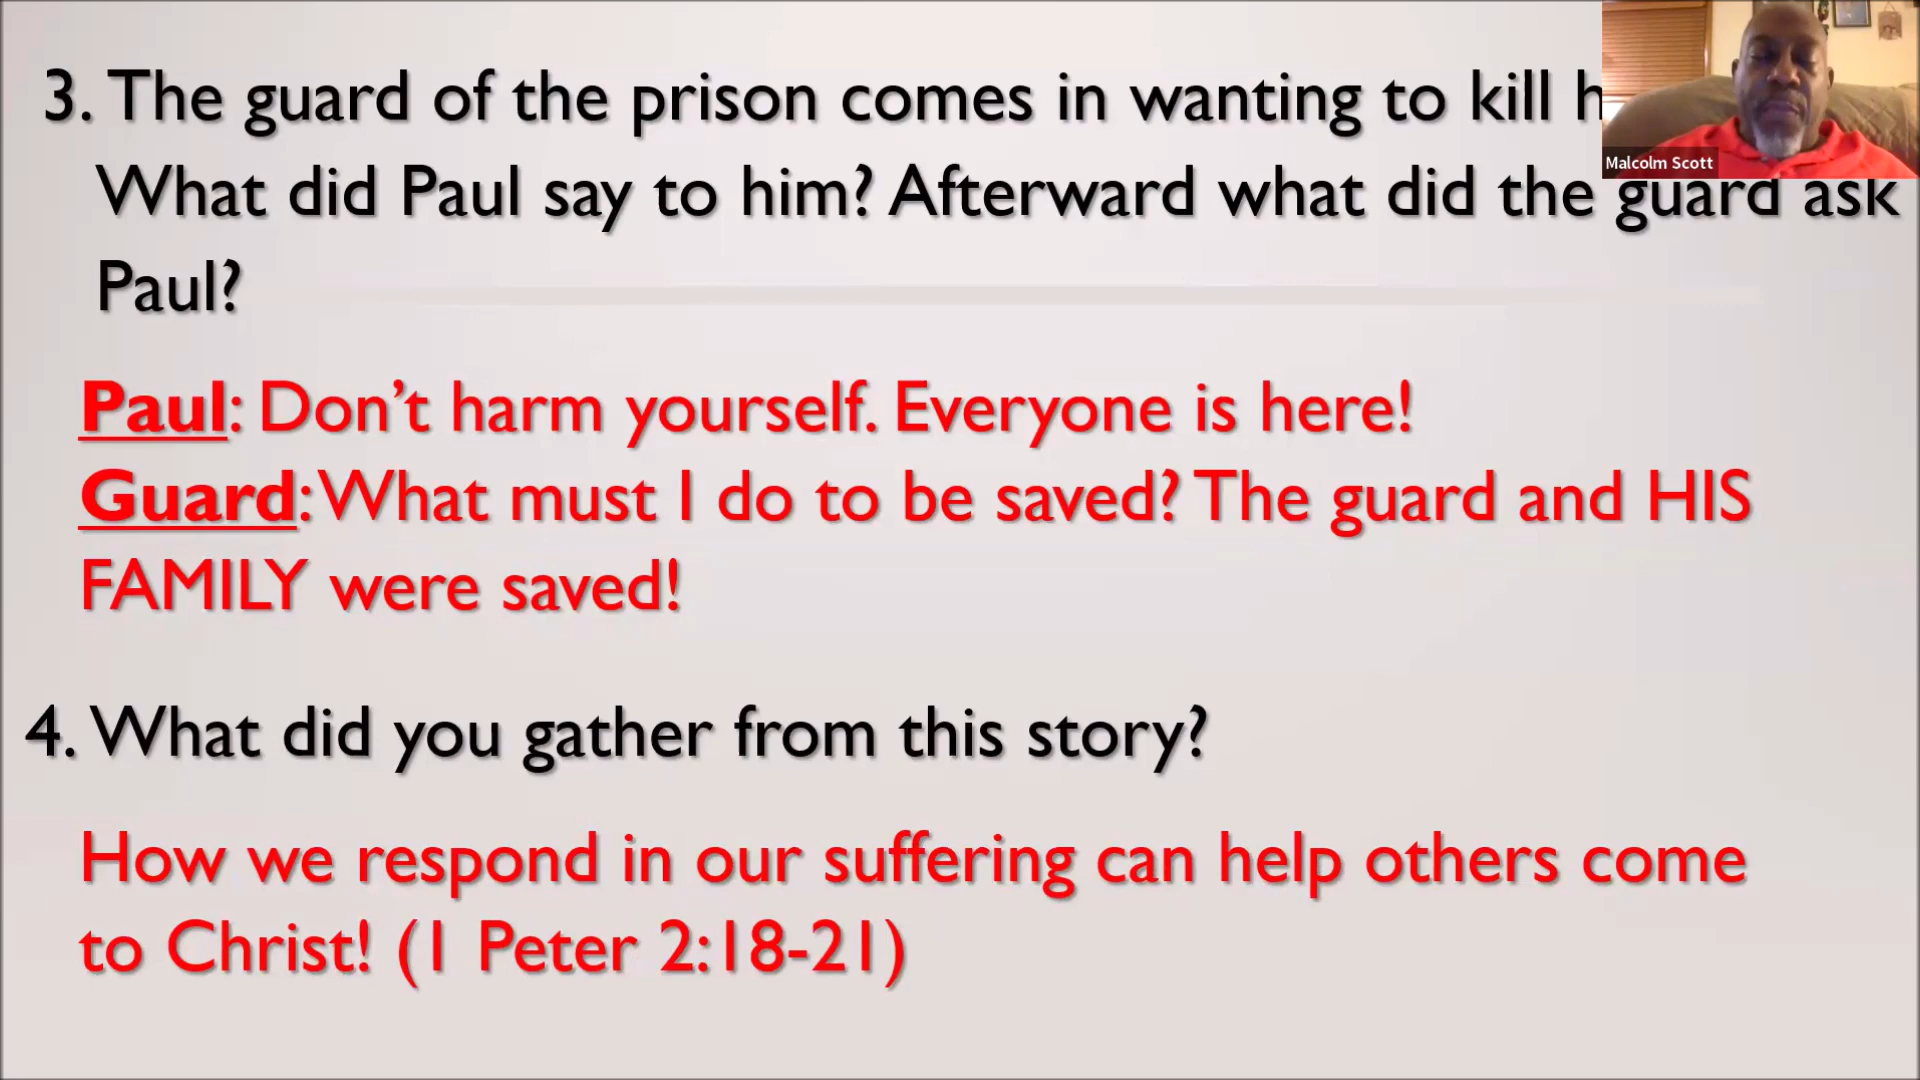 3. The guard of the prison comes in wanting to kill
Malcolm Scott
What did Paul say to him? Afterward what did the guard ask
Paul?
Paul: Don’t harm yourself. Everyone is here!
Guard: What must I do to be saved? The guard and HIS
FAMILY were saved!
4. What did you gather from this story?
How we respond in our suffering can help others come
to Christ! (1 Peter 2:18-21)